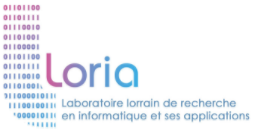 Loria
Laboratoire lorrain de recherche
en informatique et ses applications